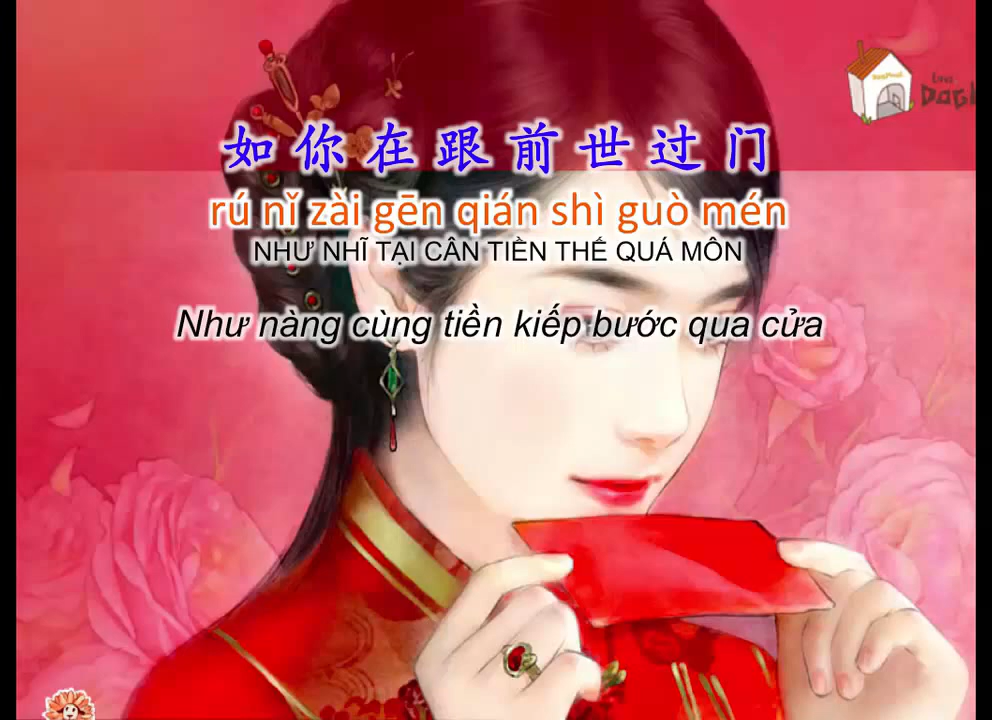 如你在跟前世过门
rú nǐ zài gēn qián shì guò mén
NHƯ NHĨ TẠI CÂN TIỀN THẾ QUÁ MÔN
Như nàng cùng tiền kiếp bước qua cửa
Love